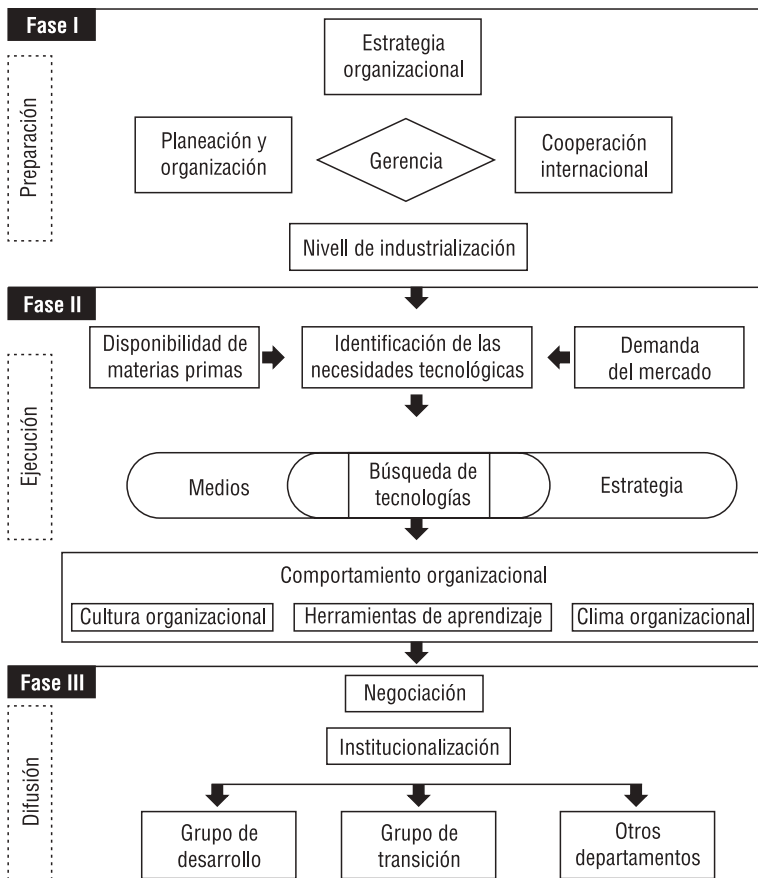 Fase I
Preparación
Estrategia
organizacional
Planeación y
organización
Gerencia
Cooperación
internacional
Nivell de industrialización
Fase II
Ejecución
Disponibilidad de
materias primas
Identificación de las
necesidades tecnológicas
Demanda
del mercado
Medios
Búsqueda de
tecnologías
Estrategia
Comportamiento organizacional
Cultura organizacional
Herramientas de aprendizaje
Clima organizacional
Fase III
Difusión
Negociación
Institucionalización
Grupo de
desarrollo
Grupo de
transición
Otros
departamentos